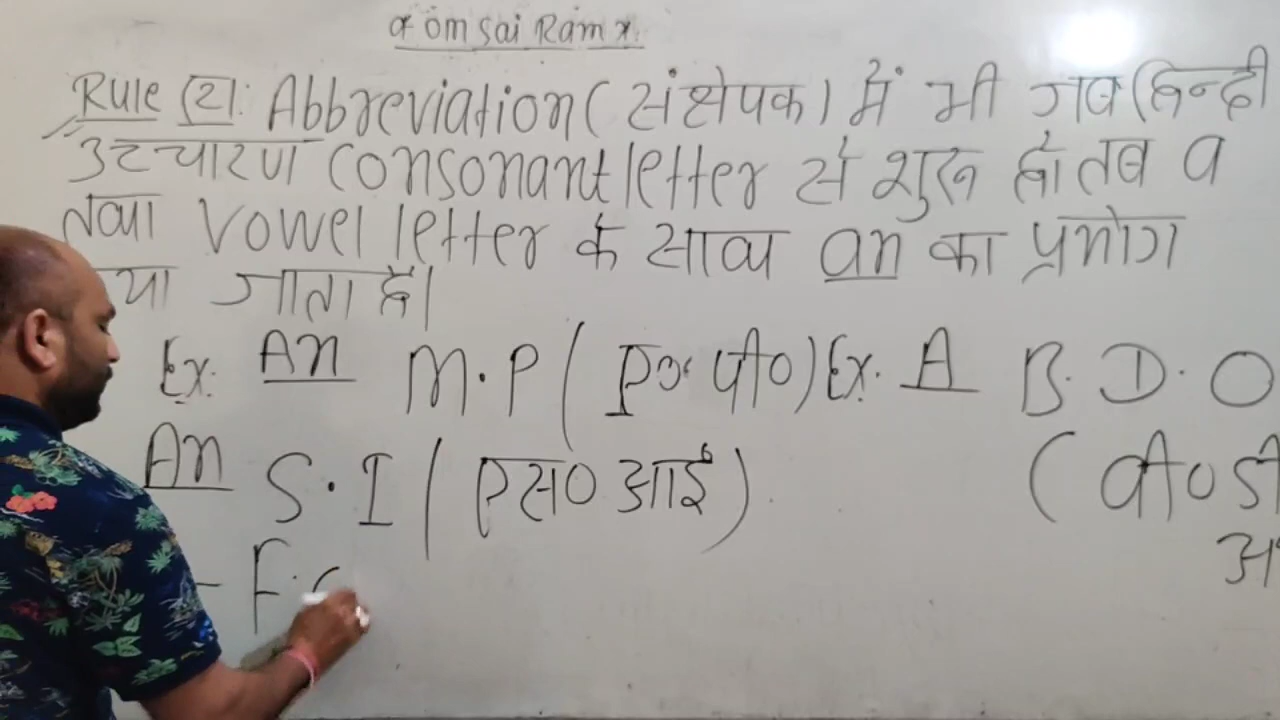 x om Sai Ram x
Rule (2): Abbreviation (संक्षेपक) में भी जब हिन्दी
उच्चारण consonant letter से शुरू हो तब a
तथा vowel letter के साथ an का प्रयोग
या जाता है।
Ex: An M.P (एम० पी०) Ex. A B.D.O
An S.I (एस० आई) (बी० डी
F.